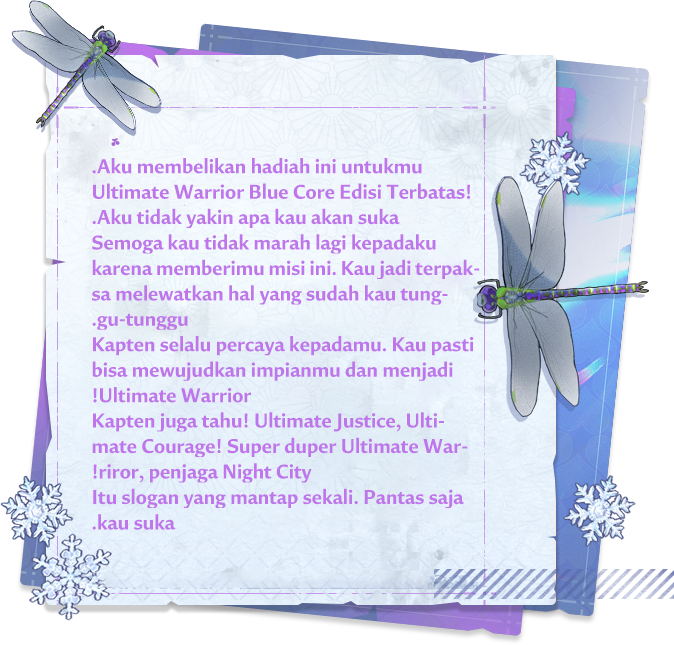 .Aku membelikan hadiah ini untukmu
Ultimate Warrior Blue Core Edisi Terbatas!
.Aku tidak yakin apa kau akan suka
Semoga kau tidak marah lagi kepadaku
karena memberimu misi ini. Kau jadi terpak-
sa melewatkan hal yang sudah kau tung-
.gu-tunggu
Kapten selalu percaya kepadamu. Kau pasti
bisa mewujudkan impianmu dan menjadi
!Ultimate Warrior
Kapten juga tahu! Ultimate Justice, Ulti-
mate Courage! Super duper Ultimate War-
!riror, penjaga Night City
Itu slogan yang mantap sekali. Pantas saja
.kau suka